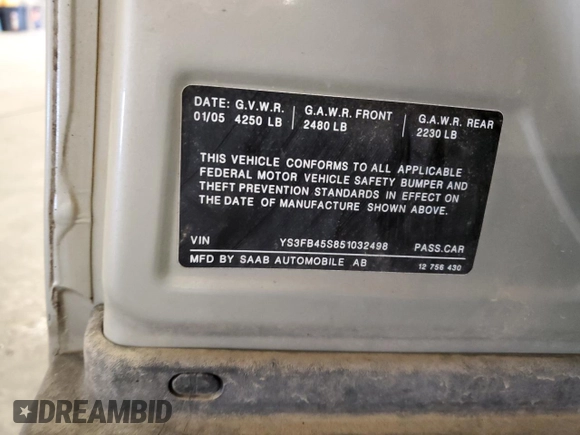 DATE: G.V.W.R. G.A.W.R. FRONT G.A.W.R. REAR
01/05 4250 LB 2480 LB 2230 LB
THIS VEHICLE CONFORMS TO ALL APPLICABLE
FEDERAL MOTOR VEHICLE SAFETY BUMPER AND
THEFT PREVENTION STANDARDS IN EFFECT ON
THE DATE OF MANUFACTURE SHOWN ABOVE.
VIN YS3FB45S851032498 PASS.CAR
MFD BY SAAB AUTOMOBILE AB 12 756 430
DREAMBID